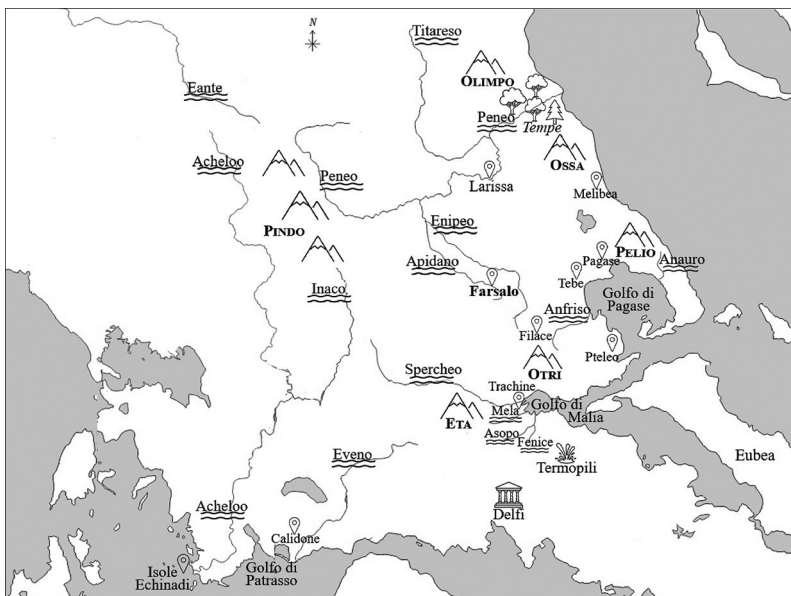 N
Titareso
OLIMPO
Eante
Peneo
Tempe
Acheloo
Peneo
OSSA
Larissa
Melibea
PINDO
Enipeo
PELIO
Pagase
Anauro
Apidano
Tebe
Farsalo
Inaco
Golfo di
Pagase
Anfriso
Filace
Pteleo
OTRI
Spercheo
Trachine
Golfo di
Malia
Mela
ETA
Asopo
Fenice
Eveno
Termopili
Eubea
Acheloo
Delfi
Calidone
Isole
Echinadi
Golfo di
Patrasso